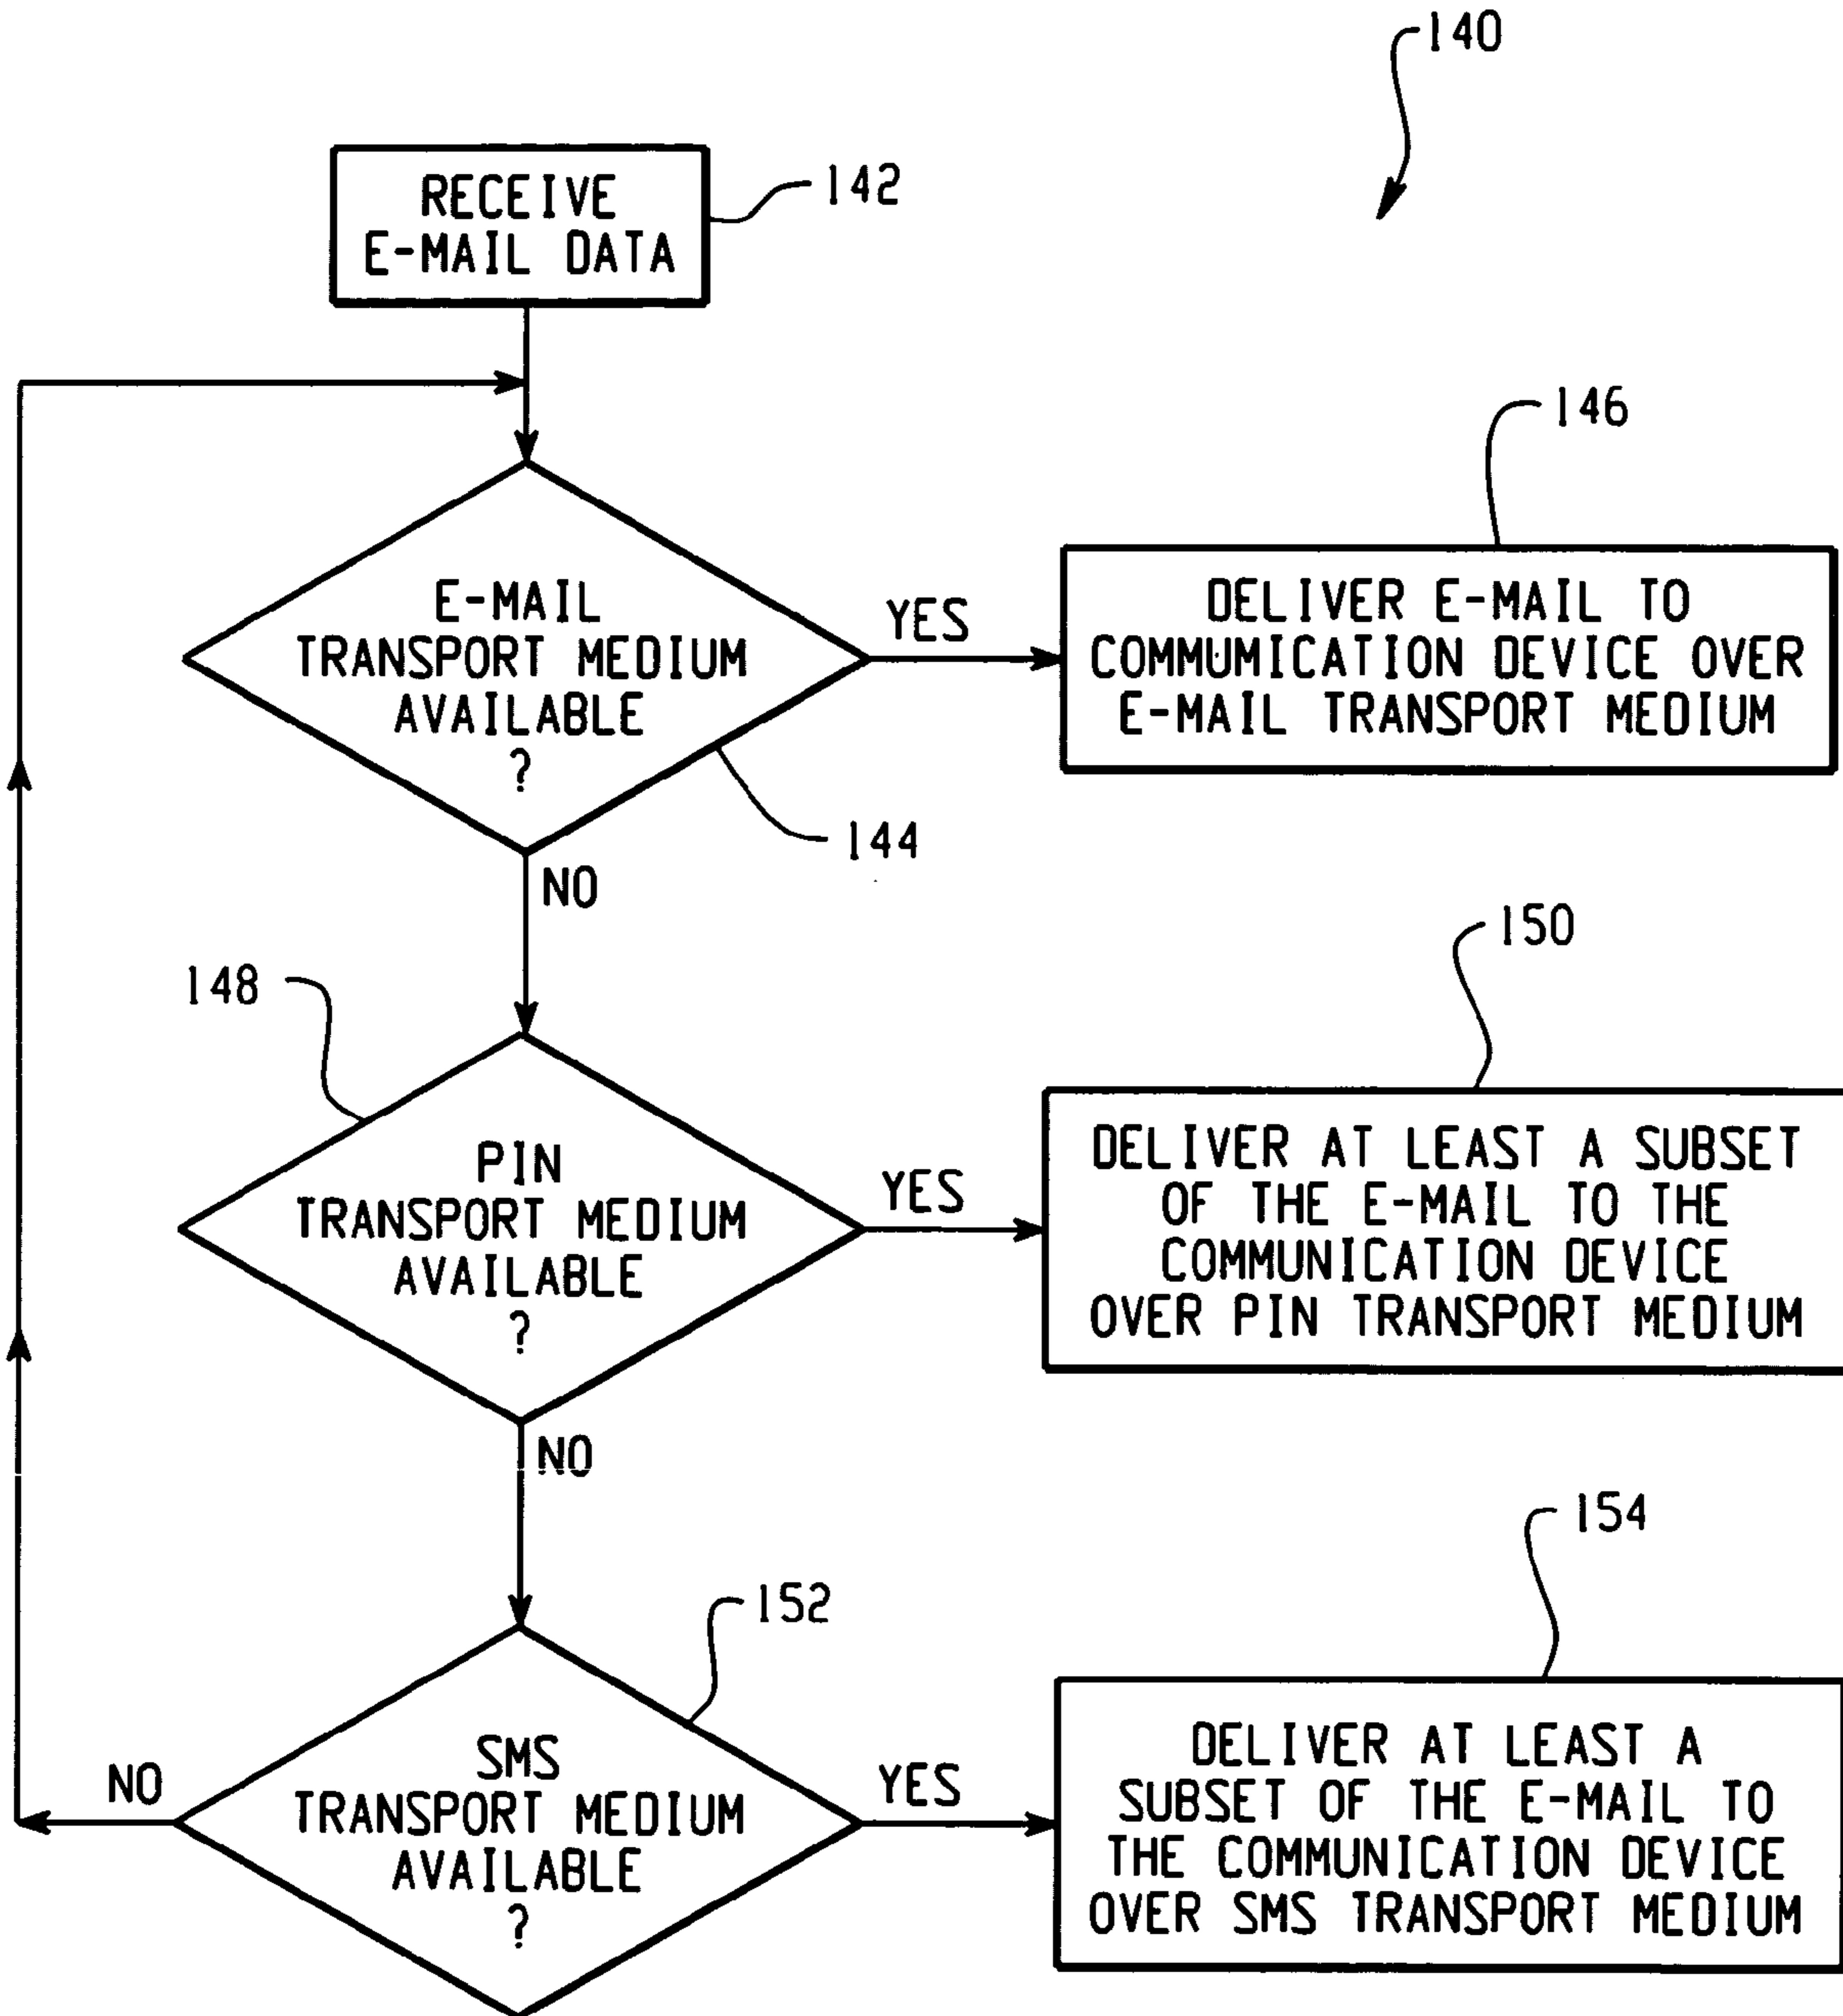 140
RECEIVE
E-MAIL DATA
142
E-MAIL
TRANSPORT MEDIUM
AVAILABLE
?
144
YES
146
DELIVER E-MAIL TO
COMMUMICATION DEVICE OVER
E-MAIL TRANSPORT MEDIUM
NO
148
PIN
TRANSPORT MEDIUM
AVAILABLE
?
YES
150
DELIVER AT LEAST A SUBSET
OF THE E-MAIL TO THE
COMMUNICATION DEVICE
OVER PIN TRANSPORT MEDIUM
NO
152
SMS
TRANSPORT MEDIUM
AVAILABLE
?
NO
YES
154
DELIVER AT LEAST A
SUBSET OF THE E-MAIL TO
THE COMMUNICATION DEVICE
OVER SMS TRANSPORT MEDIUM